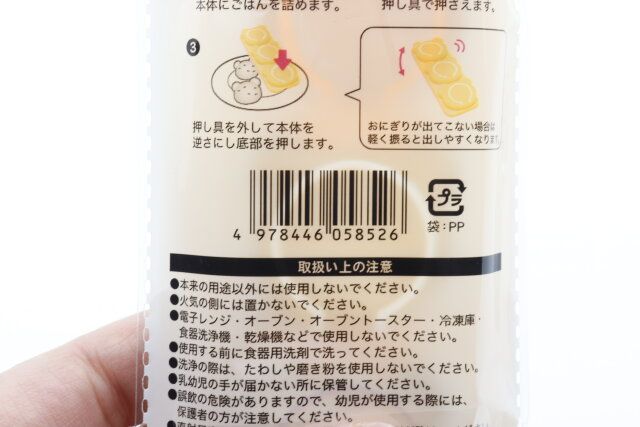 本体にごはんを詰めます。
押し具で押さえます。
3
押し具を外して本体を
逆さにし底部を押します。
おにぎりが出てこない場合は
軽く振ると出しやすくなります
4 978446 058526
プラ
袋：PP
取扱い上の注意
●本来の用途以外には使用しないでください。
●火気の側には置かないでください。
●電子レンジ・オーブン・オーブントースター・冷凍庫・
食器洗浄機・乾燥機などで使用しないでください。
●使用する前に食器用洗剤で洗ってください。
●洗浄の際は、たわしや磨き粉を使用しないでください。
●乳幼児の手が届かない所に保管してください。
●誤飲の危険がありますので、幼児が使用する際には、
保護者の方が注意してください。